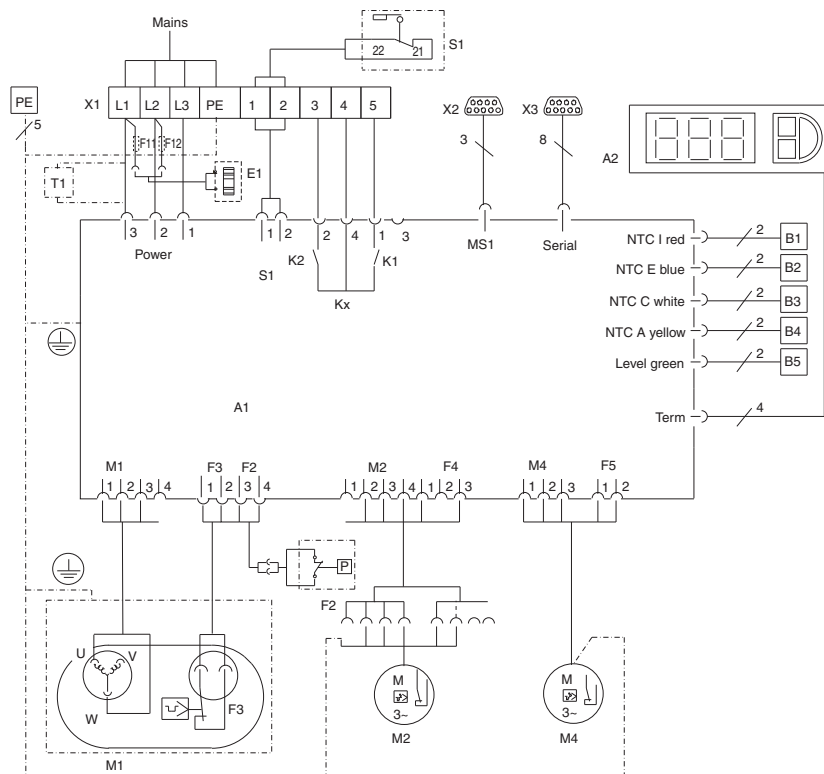 Mains
22 21 S1
PE
X1 L1 L2 L3 PE 1 2 3 4 5
X2 X3
5
F11 F12
3 8
A2
T1
E1
3 2 1 1 2 2 4 1 3
Power
MS1 Serial
S1
K2 K1
Kx
NTC I red 2 B1
NTC E blue 2 B2
NTC C white 2 B3
NTC A yellow 2 B4
Level green 2 B5
A1
Term 4
M1 F3 F2 M2 F4 M4 F5
1 2 3 4 1 2 3 4 1 2 3 4 1 2 3 1 2 3 1 2
P
F2
U V
W
F3
M
3~
M
3~
M2 M4
M1